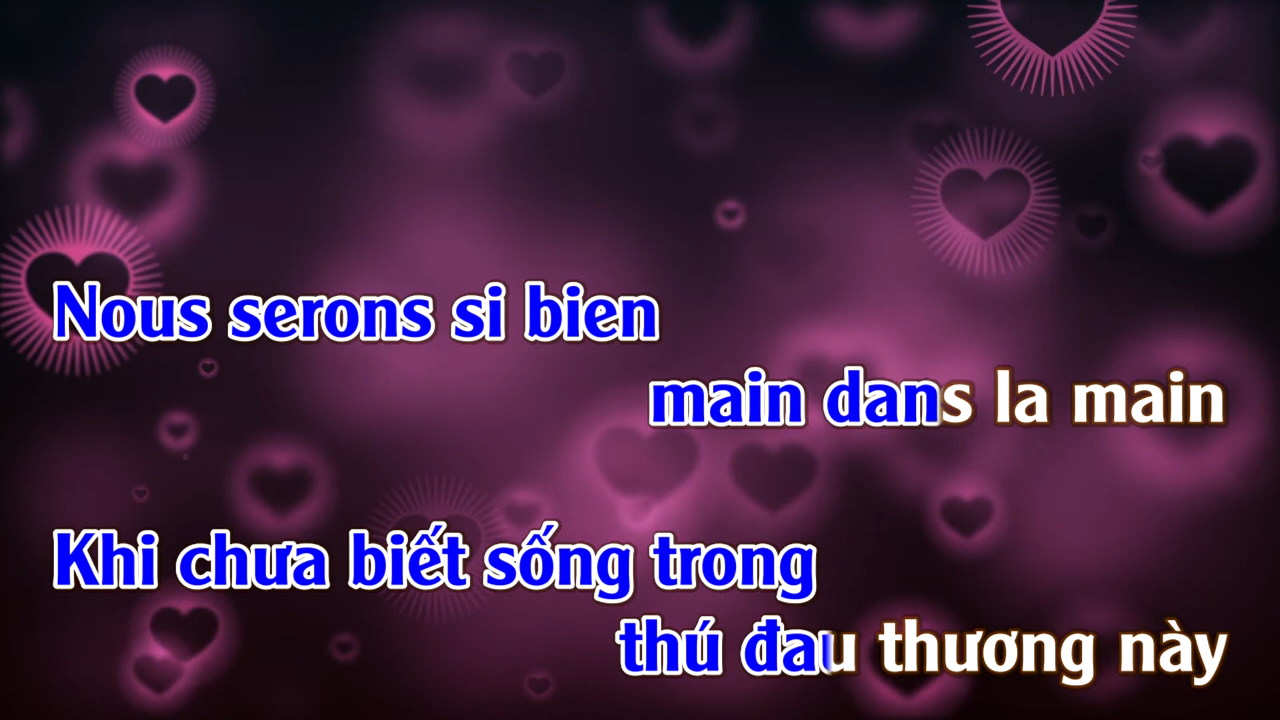 Nous serons si bien
main dans la main
Khi chưa biết sống trong
thú đau thương này